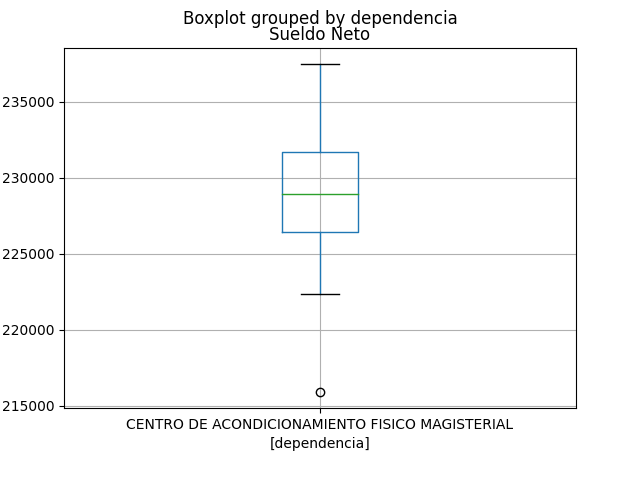 Boxplot grouped by dependencia
Sueldo Neto
235000
230000
225000
220000
215000
CENTRO DE ACONDICIONAMIENTO FISICO MAGISTERIAL
[dependencia]